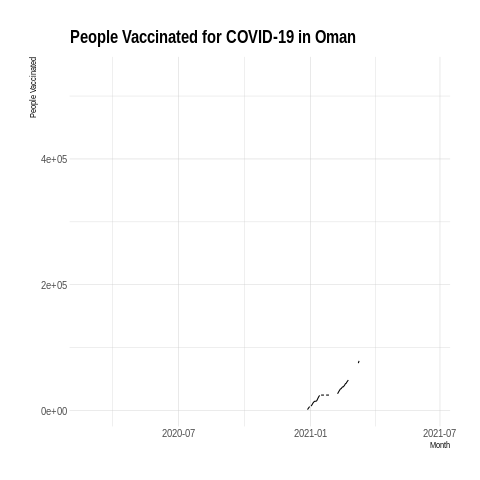 People Vaccinated for COVID-19 in Oman
People Vaccinated
4e+05
2e+05
0e+00
2020-07
2021-01
2021-07
Month